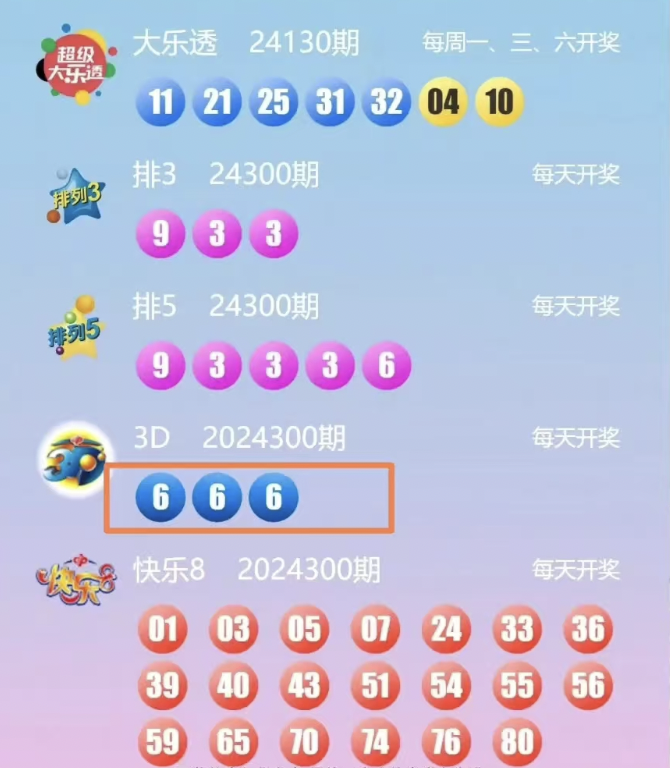 超级
大乐透
大乐透 24130期 每周一、三、六开奖
11 21 25 31 32 04 10
排列3
排3 24300期 每天开奖
9 3 3
排列5
排5 24300期 每天开奖
9 3 3 3 6
3D
3D 2024300期 每天开奖
6 6 6
快乐8
快乐8 2024300期 每天开奖
01 03 05 07 24 33 36
39 40 43 51 54 55 56
59 65 70 74 76 80